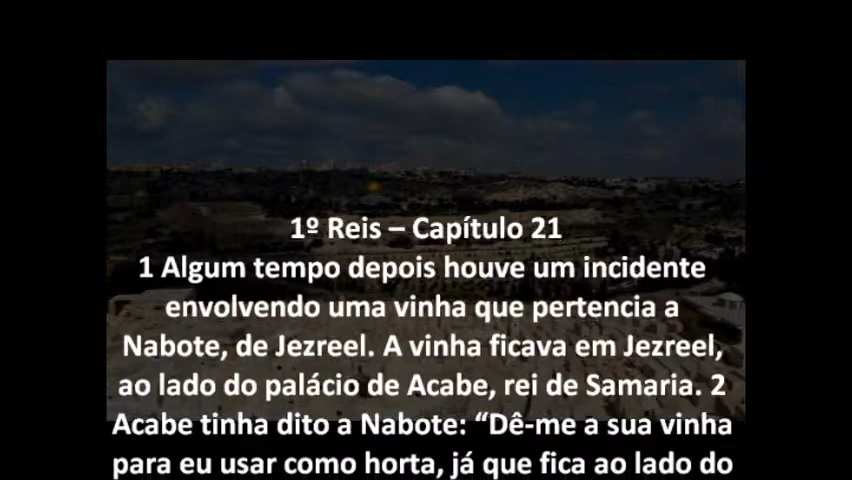 1º Reis – Capítulo 21
1 Algum tempo depois houve um incidente
envolvendo uma vinha que pertencia a
Nabote, de Jezreel. A vinha ficava em Jezreel,
ao lado do palácio de Acabe, rei de Samaria. 2
Acabe tinha dito a Nabote: “Dê-me a sua vinha
para eu usar como horta, já que fica ao lado do